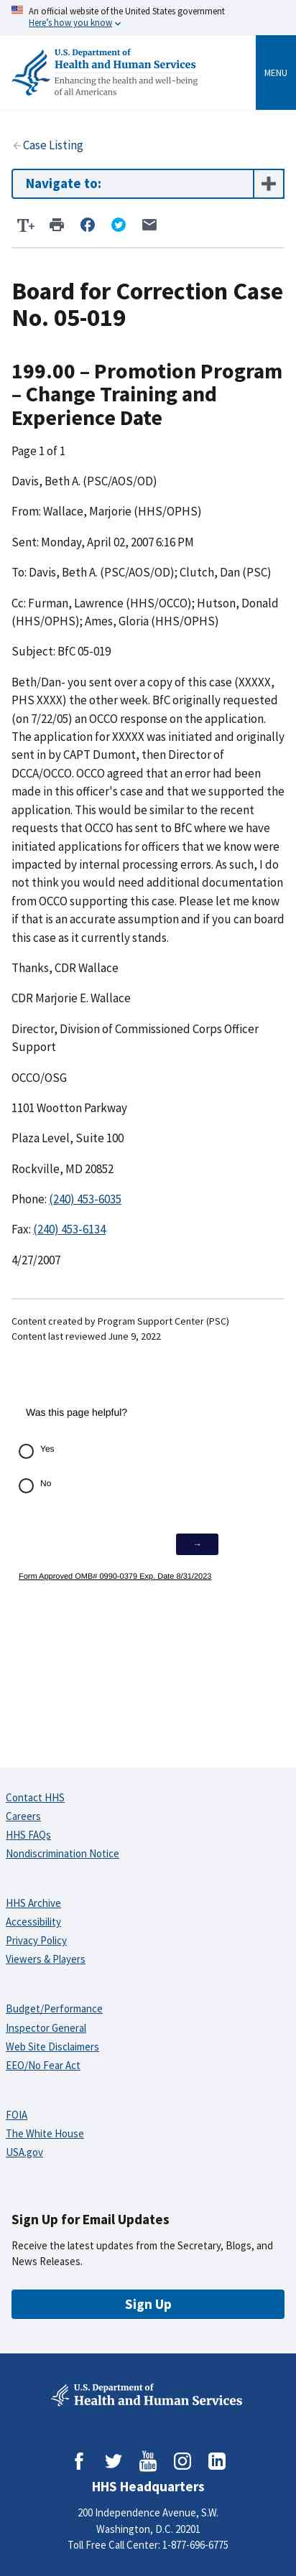 An official website of the United States government
Here's how you know
U.S. Department of
Health and Human Services
Enhancing the health and well-being
of all Americans
MENU
Case Listing
Navigate to:
T+
Board for Correction Case
No. 05-019
199.00 – Promotion Program
– Change Training and
Experience Date
Page 1 of 1
Davis, Beth A. (PSC/AOS/OD)
From: Wallace, Marjorie (HHS/OPHS)
Sent: Monday, April 02, 2007 6:16 PM
To: Davis, Beth A. (PSC/AOS/OD); Clutch, Dan (PSC)
Cc: Furman, Lawrence (HHS/OCCO); Hutson, Donald
(HHS/OPHS); Ames, Gloria (HHS/OPHS)
Subject: BfC 05-019
Beth/Dan- you sent over a copy of this case (XXXXX,
PHS XXXX) the other week. BfC originally requested
(on 7/22/05) an OCCO response on the application.
The application for XXXXX was initiated and originally
sent in by CAPT Dumont, then Director of
DCCA/OCCO. OCCO agreed that an error had been
made in this officer's case and that we supported the
application. This would be similar to the recent
requests that OCCO has sent to BfC where we have
initiated applications for officers that we know were
impacted by internal processing errors. As such, I do
not think you would need additional documentation
from OCCO supporting this case. Please let me know
if that is an accurate assumption and if you can board
this case as it currently stands.
Thanks, CDR Wallace
CDR Marjorie E. Wallace
Director, Division of Commissioned Corps Officer
Support
OCCO/OSG
1101 Wootton Parkway
Plaza Level, Suite 100
Rockville, MD 20852
Phone: (240) 453-6035
Fax: (240) 453-6134
4/27/2007
Content created by Program Support Center (PSC)
Content last reviewed June 9, 2022
Was this page helpful?
Yes
No
→
Form Approved OMB# 0990-0379 Exp. Date 8/31/2023
Contact HHS
Careers
HHS FAQs
Nondiscrimination Notice
HHS Archive
Accessibility
Privacy Policy
Viewers & Players
Budget/Performance
Inspector General
Web Site Disclaimers
EEO/No Fear Act
FOIA
The White House
USA.gov
Sign Up for Email Updates
Receive the latest updates from the Secretary, Blogs, and
News Releases.
Sign Up
U.S. Department of
Health and Human Services
You
Tube
HHS Headquarters
200 Independence Avenue, S.W.
Washington, D.C. 20201
Toll Free Call Center: 1-877-696-6775